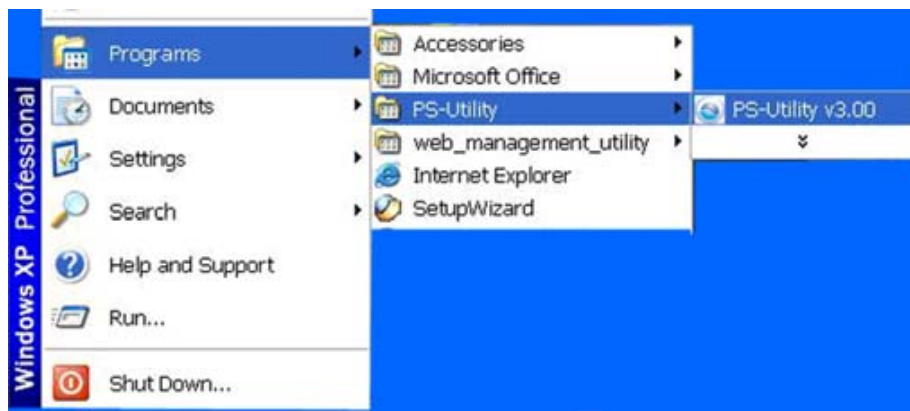 Windows XP Professional
Programs
Documents
Settings
Search
Help and Support
Run...
Shut Down...
Accessories
Microsoft Office
PS-Utility
web_management_utility
Internet Explorer
SetupWizard
PS-Utility v3.00